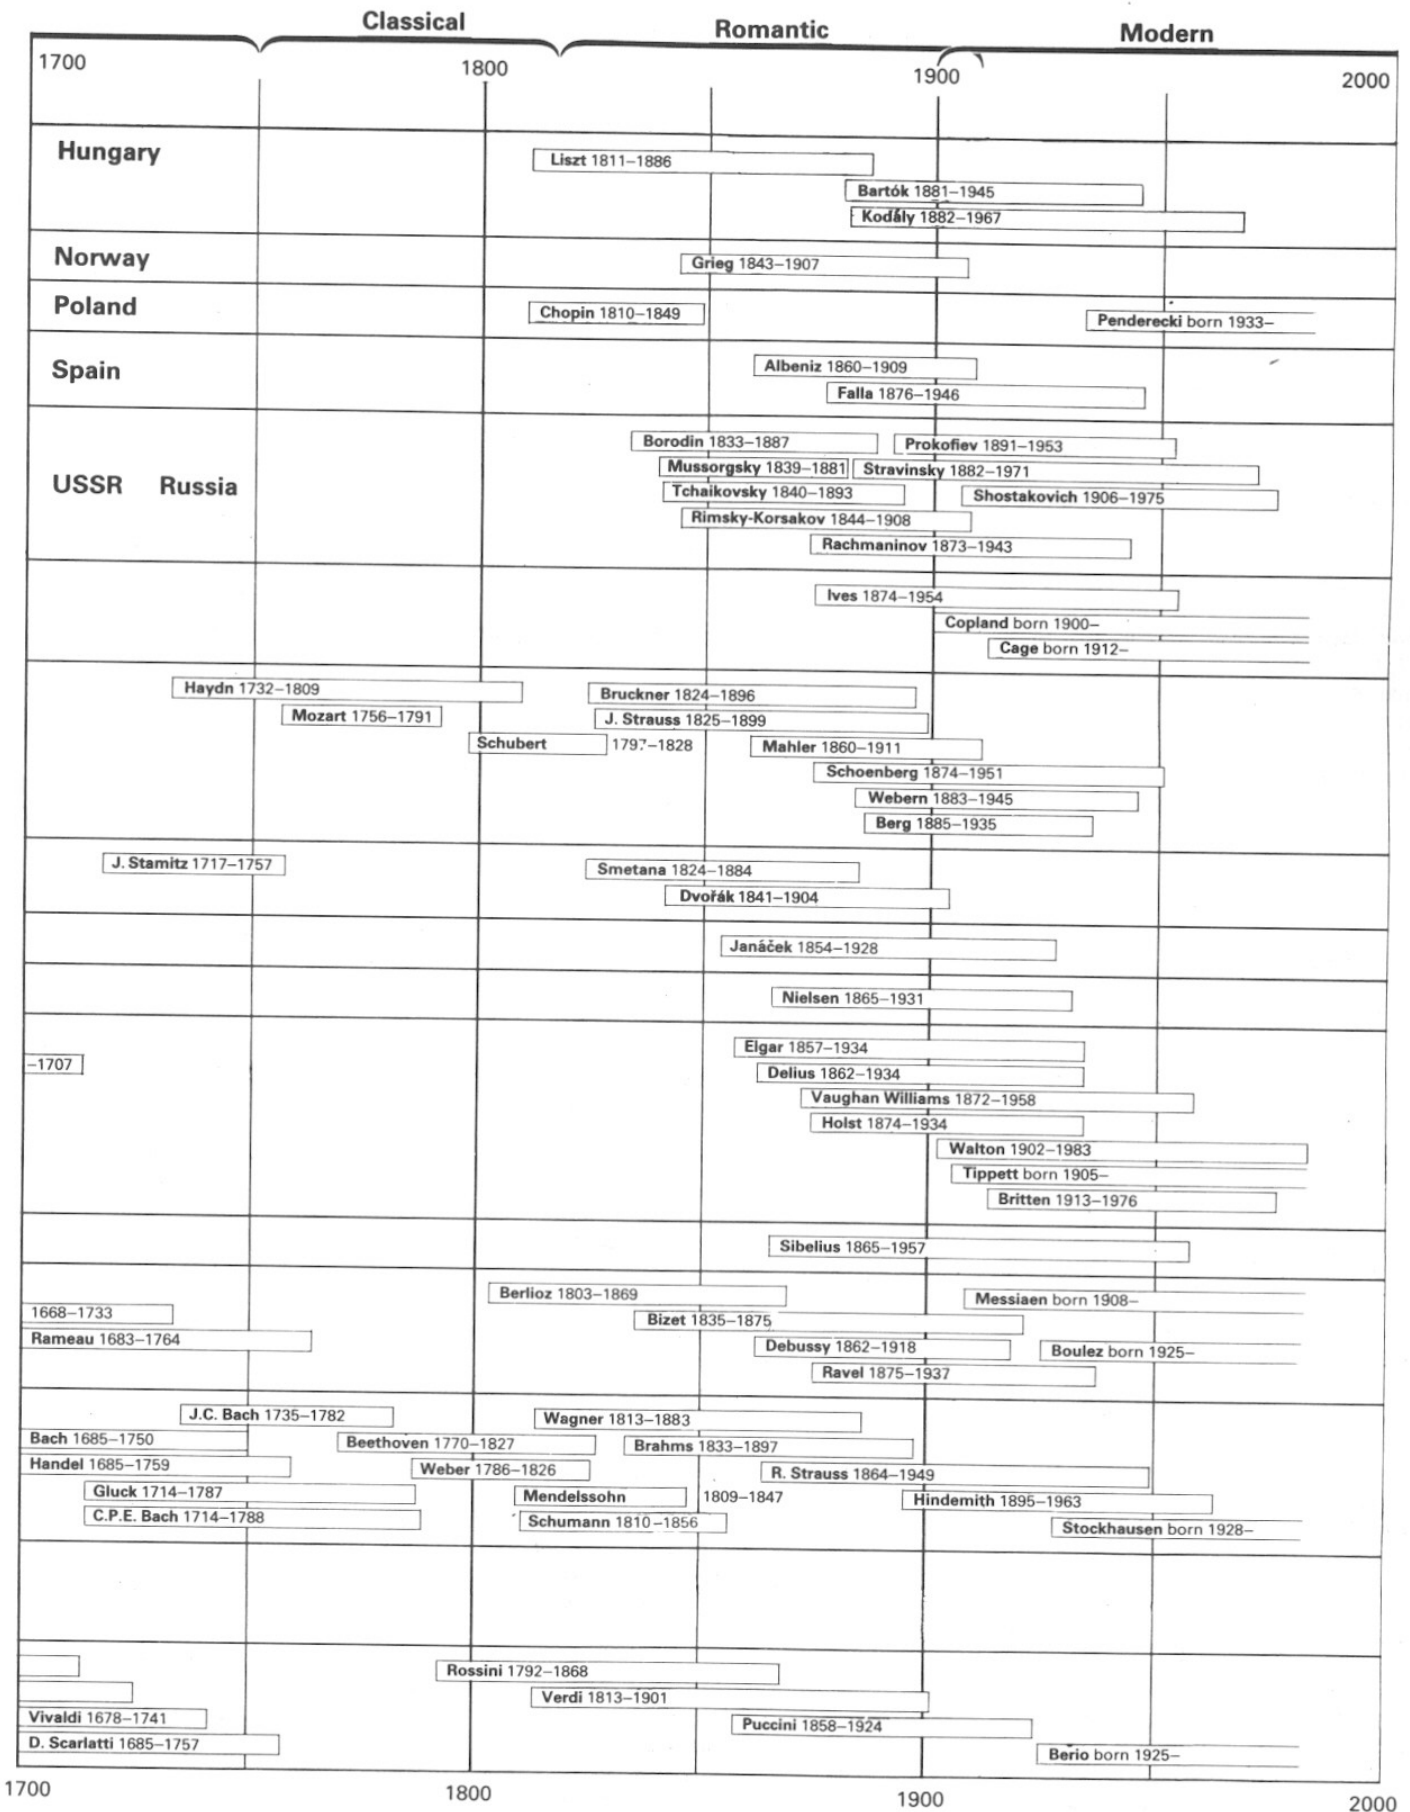 Classical Romantic Modern
1700 1800 1900 2000
Hungary
Liszt 1811–1886
Bartók 1881–1945
Kodály 1882–1967
Norway
Grieg 1843–1907
Poland
Chopin 1810–1849
Penderecki born 1933–
Spain
Albeniz 1860–1909
Falla 1876–1946
USSR Russia
Borodin 1833–1887 Prokofiev 1891–1953
Mussorgsky 1839–1881 Stravinsky 1882–1971
Tchaikovsky 1840–1893 Shostakovich 1906–1975
Rimsky-Korsakov 1844–1908
Rachmaninov 1873–1943
Ives 1874–1954
Copland born 1900–
Cage born 1912–
Haydn 1732–1809 Bruckner 1824–1896
Mozart 1756–1791 J. Strauss 1825–1899
Schubert 1797–1828 Mahler 1860–1911
Schoenberg 1874–1951
Webern 1883–1945
Berg 1885–1935
J. Stamitz 1717–1757 Smetana 1824–1884
Dvořák 1841–1904
Janáček 1854–1928
Nielsen 1865–1931
Elgar 1857–1934
–1707
Delius 1862–1934
Vaughan Williams 1872–1958
Holst 1874–1934
Walton 1902–1983
Tippett born 1905–
Britten 1913–1976
Sibelius 1865–1957
Berlioz 1803–1869 Messiaen born 1908–
1668–1733 Bizet 1835–1875
Rameau 1683–1764 Debussy 1862–1918 Boulez born 1925–
Ravel 1875–1937
J.C. Bach 1735–1782 Wagner 1813–1883
Bach 1685–1750 Beethoven 1770–1827 Brahms 1833–1897
Handel 1685–1759 Weber 1786–1826 R. Strauss 1864–1949
Gluck 1714–1787 Mendelssohn 1809–1847 Hindemith 1895–1963
C.P.E. Bach 1714–1788 Schumann 1810–1856 Stockhausen born 1928–
Rossini 1792–1868
Verdi 1813–1901
Vivaldi 1678–1741 Puccini 1858–1924
D. Scarlatti 1685–1757 Berio born 1925–
1700 1800 1900 2000